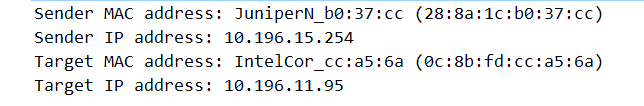 Sender MAC address: JuniperN_b0:37:cc (28:8a:1c:b0:37:cc)
Sender IP address: 10.196.15.254
Target MAC address: IntelCor_cc:a5:6a (0c:8b:fd:cc:a5:6a)
Target IP address: 10.196.11.95